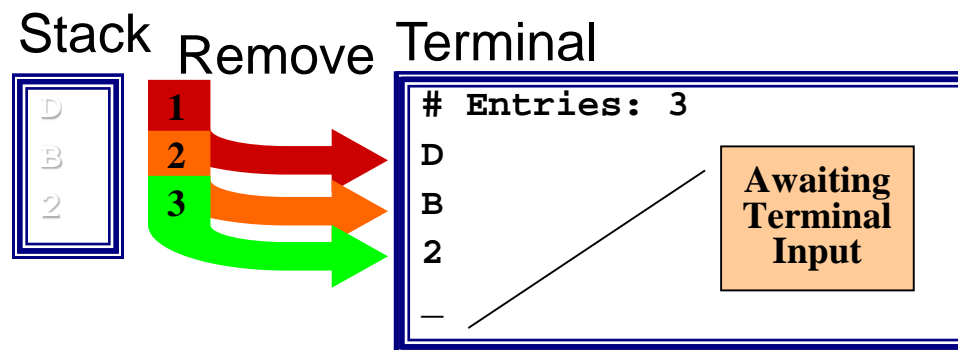 Stack
Remove
Terminal
D
B
2
1
2
3
# Entries: 3
D
B
2
_
Awaiting
Terminal
Input